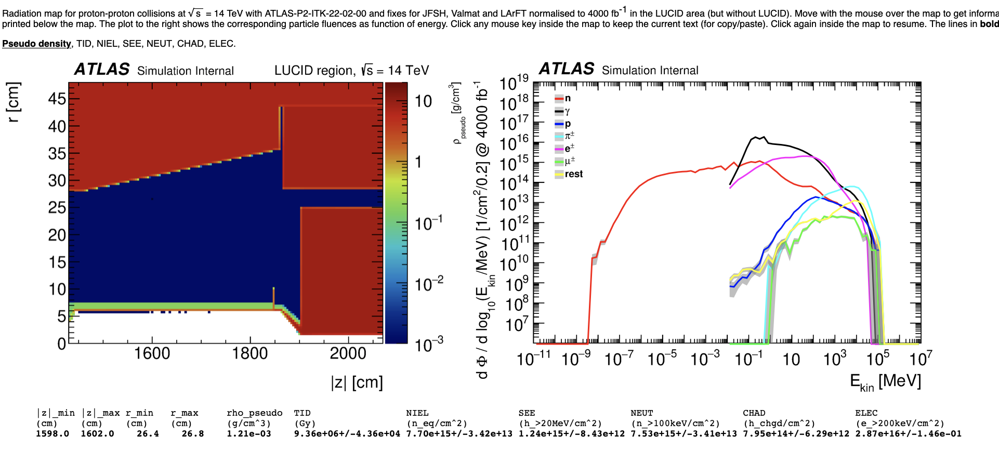 Radiation map for proton-proton collisions at √s = 14 TeV with ATLAS-P2-ITK-22-02-00 and fixes for JFSH, Valmat and LArFT normalised to 4000 fb-1 in the LUCID area (but without LUCID). Move with the mouse over the map to get informa
printed below the map. The plot to the right shows the corresponding particle fluences as function of energy. Click any mouse key inside the map to keep the current text (for copy/paste). Click again inside the map to resume. The lines in bold
Pseudo density, TID, NIEL, SEE, NEUT, CHAD, ELEC.
ATLAS Simulation Internal LUCID region, √s = 14 TeV
r [cm]
45
40
35
30
25
20
15
10
5
0
1600 1800 2000
|z| [cm]
10
1
10-1
10-2
10-3
ρpseudo [g/cm3]
ATLAS Simulation Internal
d Φ / d log10(Ekin/MeV) [1/cm2/0.2] @ 4000 fb-1
1019
1018
1017
1016
1015
1014
1013
1012
1011
1010
109
108
107
n
γ
p
π±
e±
μ±
rest
10-11 10-9 10-7 10-5 10-3 10-1 10 103 105 107
Ekin [MeV]
|z|_min |z|_max r_min r_max rho_pseudo TID NIEL SEE NEUT CHAD ELEC
(cm) (cm) (cm) (cm) (g/cm^3) (Gy) (n_eq/cm^2) (h_>20MeV/cm^2) (n_>100keV/cm^2) (h_chgd/cm^2) (e_>200keV/cm^2)
1598.0 1602.0 26.4 26.8 1.21e-03 9.36e+06+/-4.36e+04 7.70e+15+/-3.42e+13 1.24e+15+/-8.43e+12 7.53e+15+/-3.41e+13 7.95e+14+/-6.29e+12 2.87e+16+/-1.46e-01